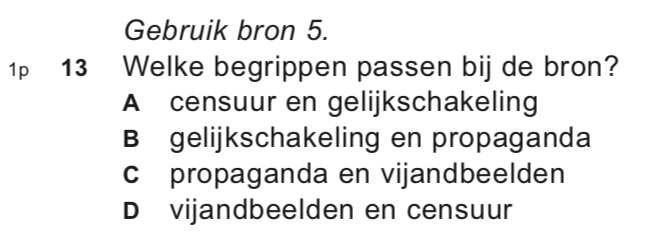 Gebruik bron 5.
1p 13 Welke begrippen passen bij de bron?
A censuur en gelijkschakeling
B gelijkschakeling en propaganda
C propaganda en vijandbeelden
D vijandbeelden en censuur